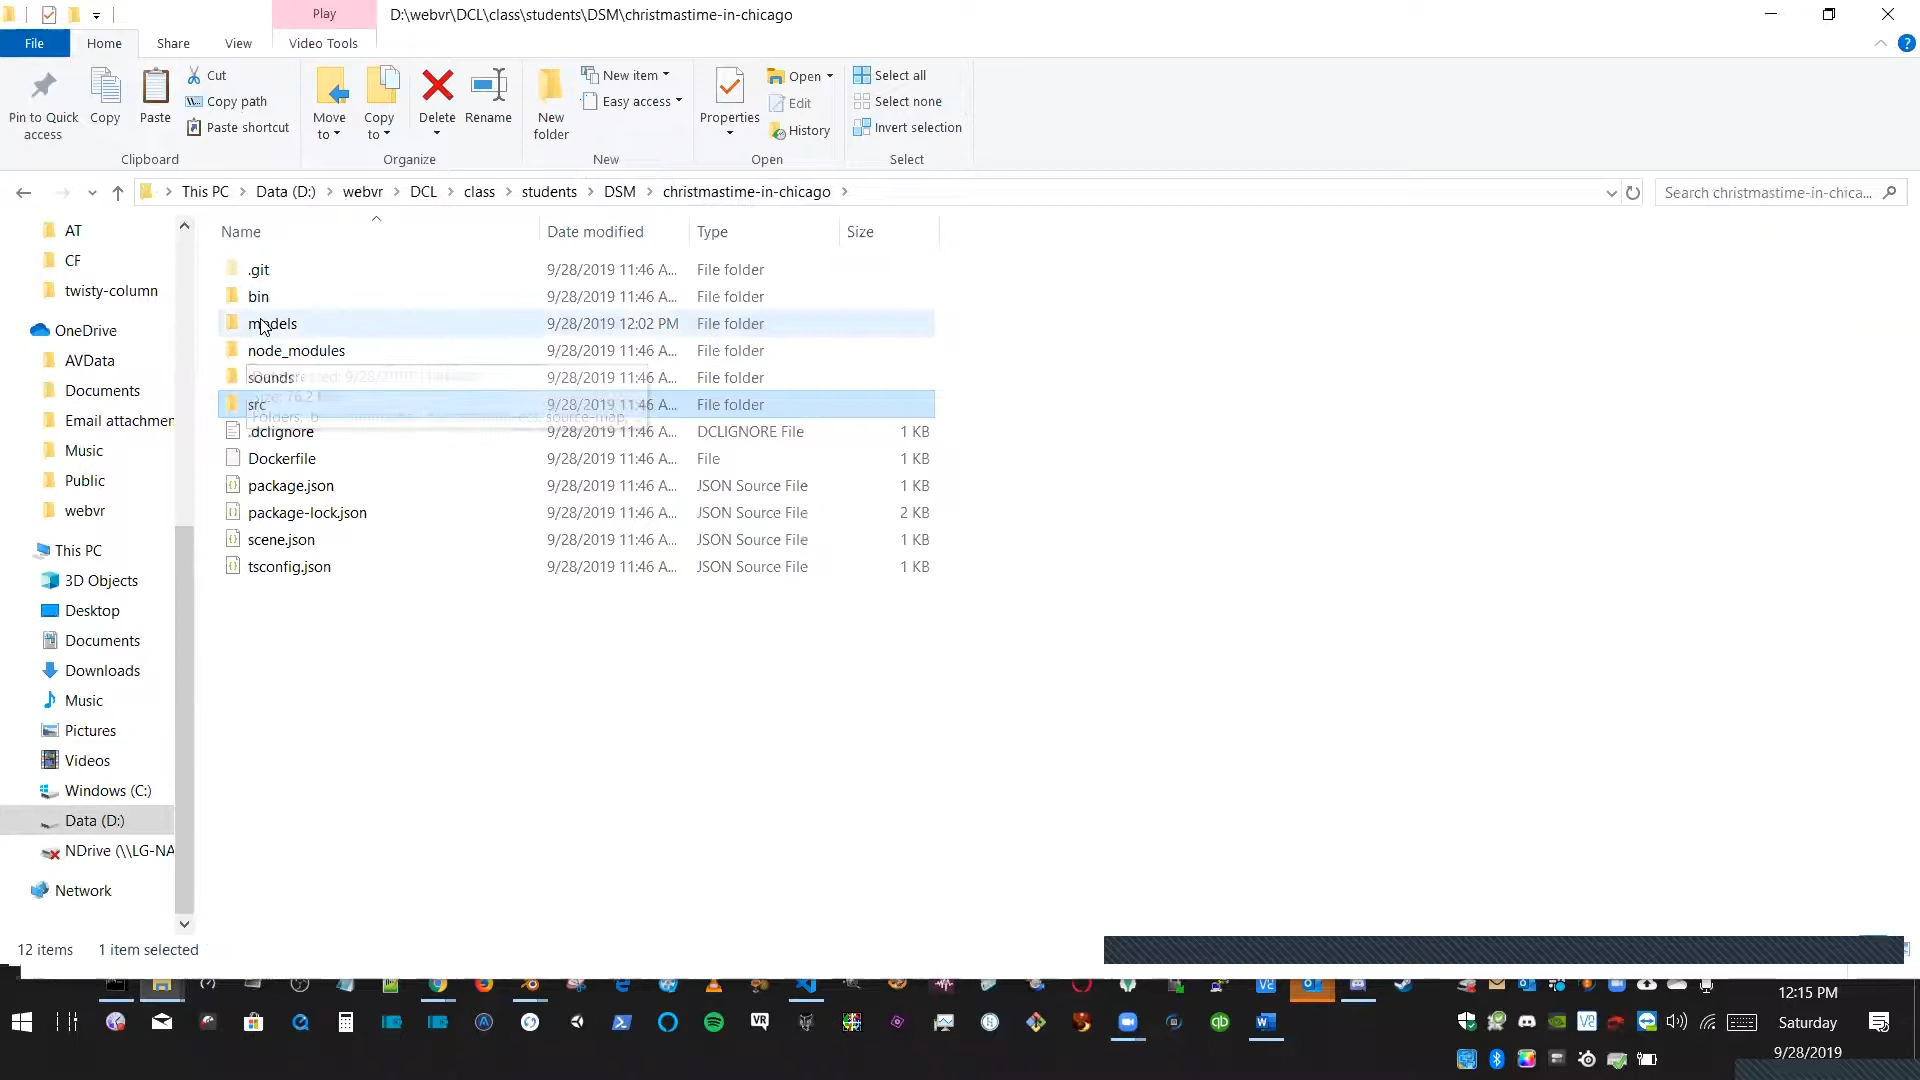 Play
D:\webvr\DCL\class\students\DSM\christmastime-in-chicago
File
Home
Share
View
Video Tools
Pin to Quick access
Copy
Paste
Cut
Copy path
Paste shortcut
Move to
Copy to
Delete
Rename
New folder
New item
Easy access
Properties
Open
Edit
History
Select all
Select none
Invert selection
Clipboard
Organize
New
Open
Select
This PC
Data (D:)
webvr
DCL
class
students
DSM
christmastime-in-chicago
Search christmastime-in-chica...
AT
CF
twisty-column
OneDrive
AVData
Documents
Email attachmen
Music
Public
webvr
This PC
3D Objects
Desktop
Documents
Downloads
Music
Pictures
Videos
Windows (C:)
Data (D:)
NDrive (\\LG-NA
Network
Name Date modified Type Size
.git 9/28/2019 11:46 A... File folder
bin 9/28/2019 11:46 A... File folder
models 9/28/2019 12:02 PM File folder
node_modules 9/28/2019 11:46 A... File folder
sounds 9/28/2019 11:46 A... File folder
src 9/28/2019 11:46 A... File folder
.dclignore 9/28/2019 11:46 A... DCLIGNORE File 1 KB
Dockerfile 9/28/2019 11:46 A... File 1 KB
package.json 9/28/2019 11:46 A... JSON Source File 1 KB
package-lock.json 9/28/2019 11:46 A... JSON Source File 2 KB
scene.json 9/28/2019 11:46 A... JSON Source File 1 KB
tsconfig.json 9/28/2019 11:46 A... JSON Source File 1 KB
12 items 1 item selected
VR
12:15 PM
Saturday
9/28/2019